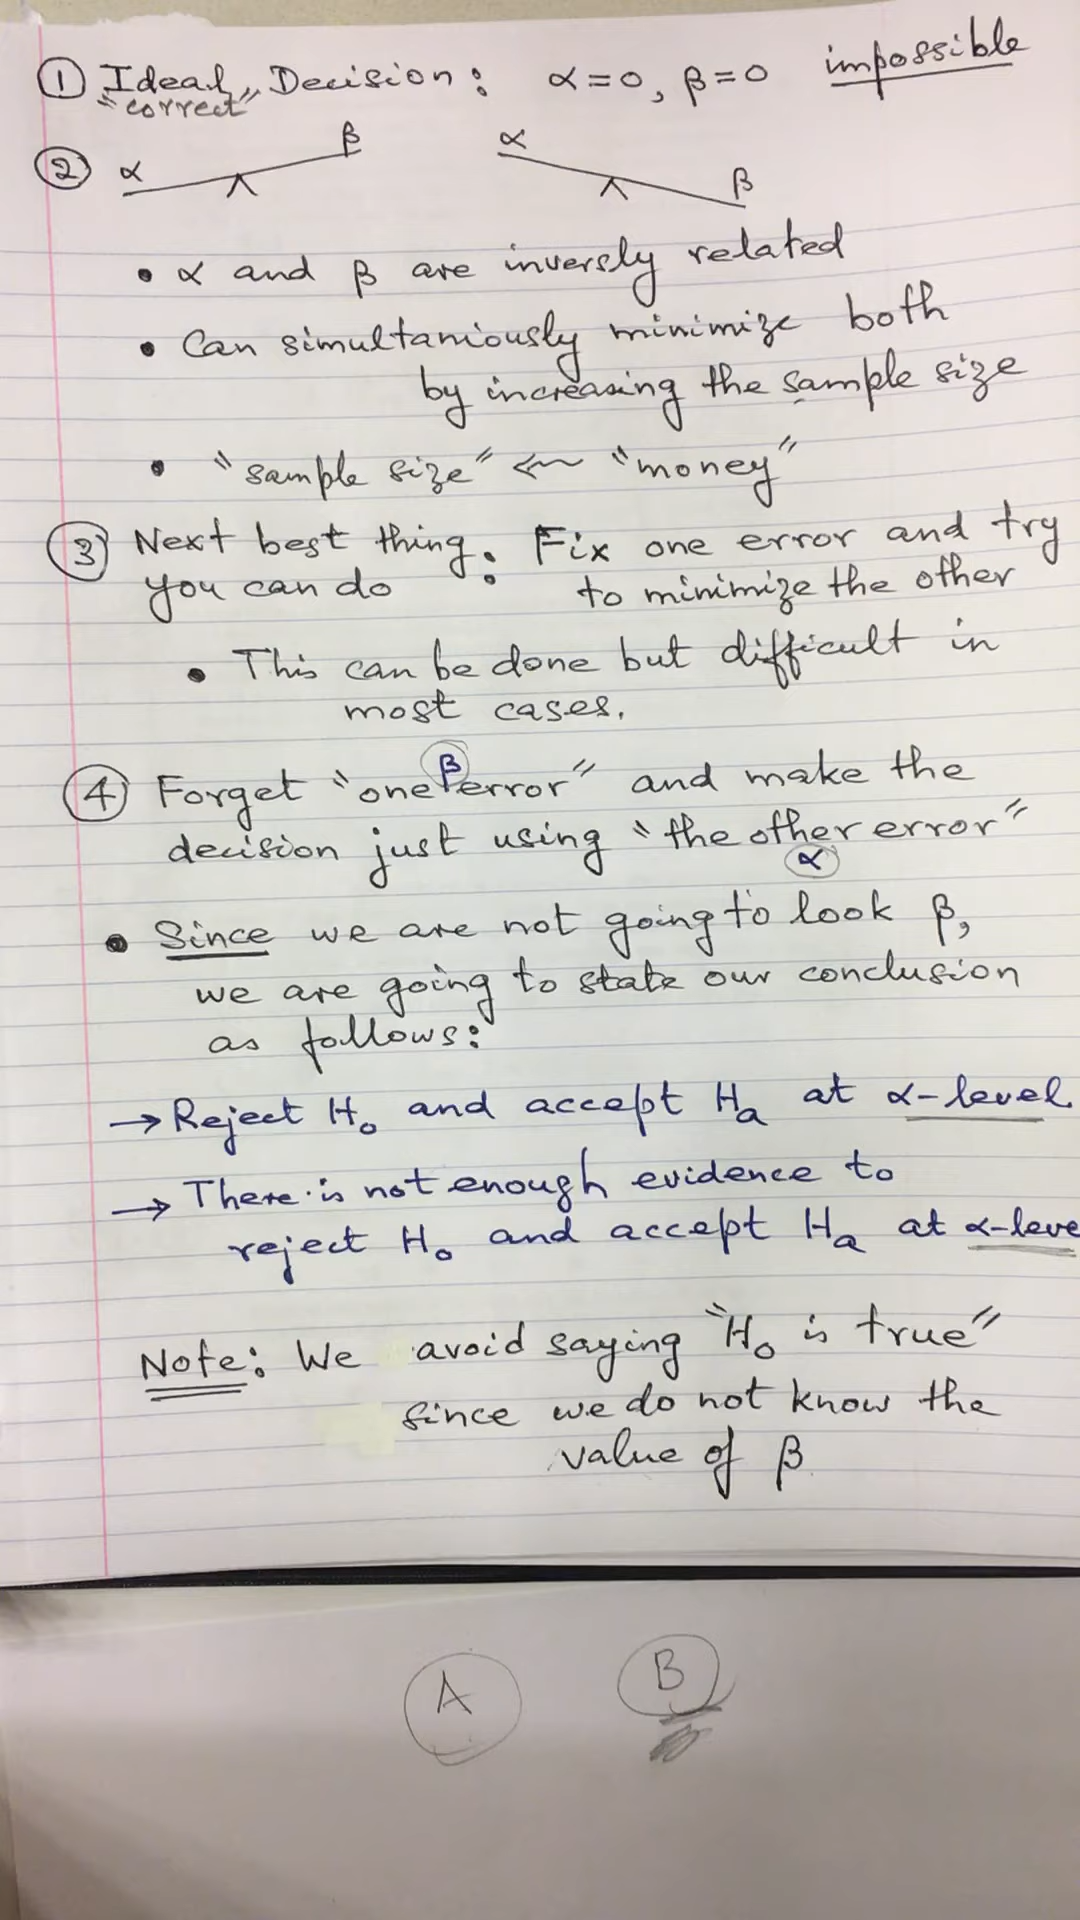 ① Ideal Decision: α=0, β=0 impossible
"correct"
② α β α β
• α and β are inversly related
• Can simultaniously minimize both
by increasing the sample size
• "sample size" ⇜ "money"
③ Next best thing: Fix one error and try
you can do to minimize the other
• This can be done but difficult in
most cases.
β
④ Forget "one error" and make the
decision just using "the other error"
α
• Since we are not going to look β,
we are going to state our conclusion
as follows:
→ Reject H₀ and accept Hₐ at α-level
→ There is not enough evidence to
reject H₀ and accept Hₐ at α-leve
Note: We avoid saying "H₀ is true"
since we do not know the
value of β
A B